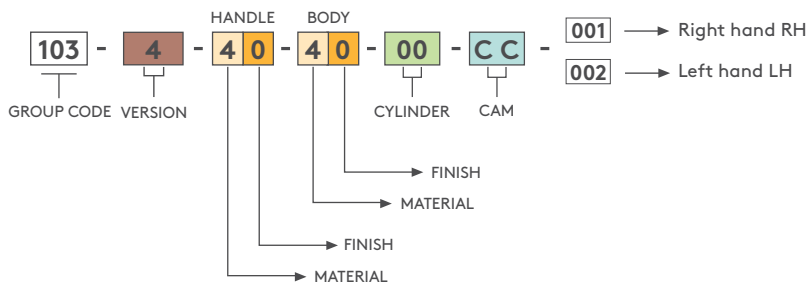 HANDLE BODY
103 - 4 - 4 0 - 4 0 - 00 - C C - 001 Right hand RH
002 Left hand LH
GROUP CODE VERSION CYLINDER CAM
FINISH
MATERIAL
FINISH
MATERIAL